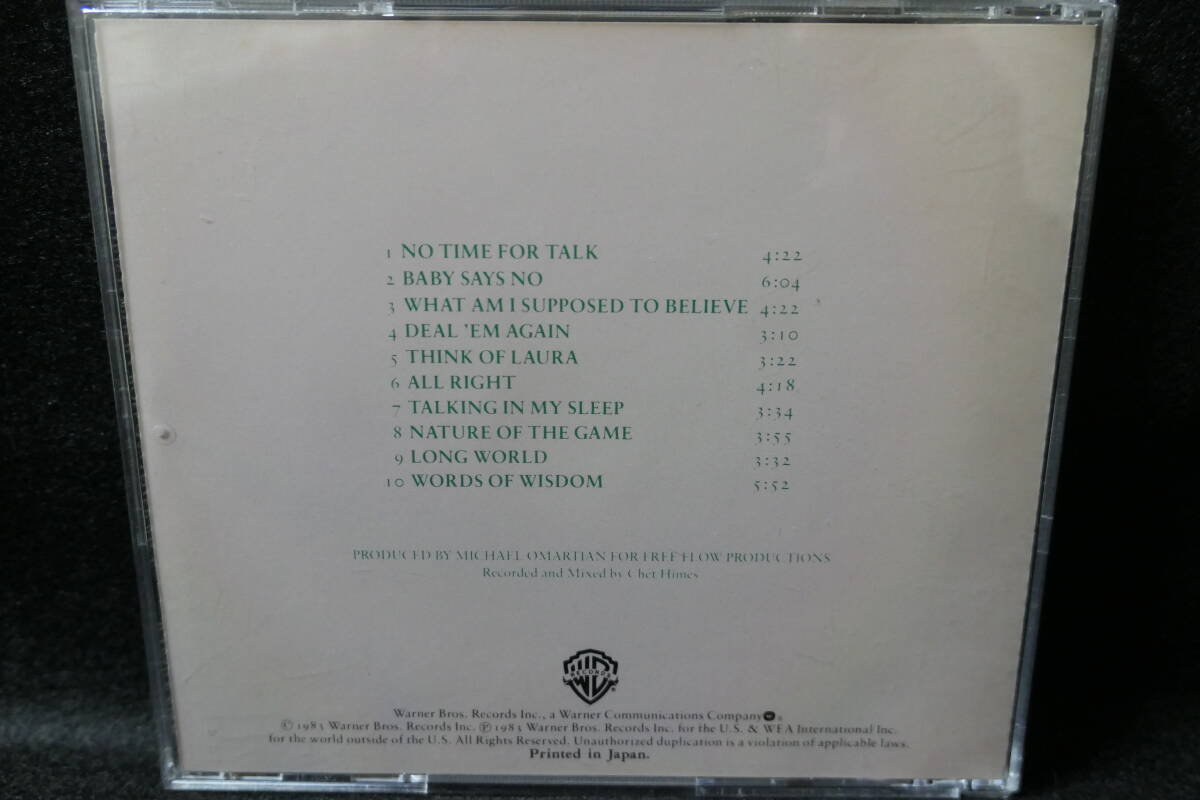 1 NO TIME FOR TALK 4:22
2 BABY SAYS NO 6:04
3 WHAT AM I SUPPOSED TO BELIEVE 4:22
4 DEAL 'EM AGAIN 3:10
5 THINK OF LAURA 3:22
6 ALL RIGHT 4:18
7 TALKING IN MY SLEEP 3:34
8 NATURE OF THE GAME 3:55
9 LONG WORLD 3:32
10 WORDS OF WISDOM 5:52
PRODUCED BY MICHAEL OMARTIAN FOR FREE FLOW PRODUCTIONS
Recorded and Mixed by Chet Himes
WB RECORDS ®
Warner Bros. Records Inc., a Warner Communications Company
© 1983 Warner Bros. Records Inc. ℗ 1983 Warner Bros. Records Inc. for the U.S. & WEA International Inc.
for the world outside of the U.S. All Rights Reserved. Unauthorized duplication is a violation of applicable laws.
Printed in Japan.